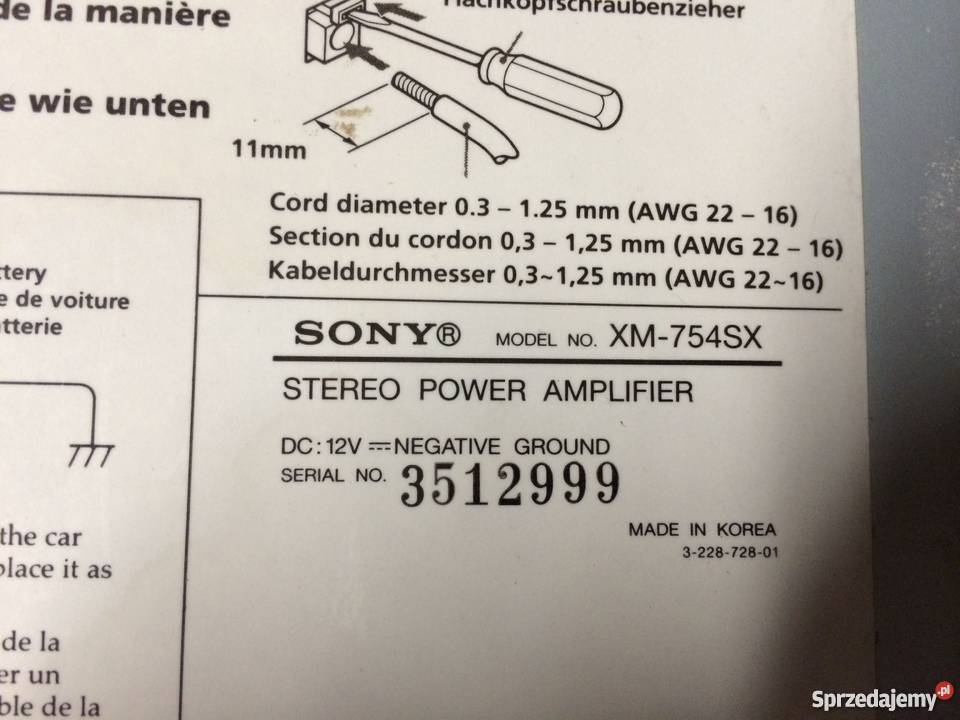 de la manière
Flachkopfschraubenzieher
e wie unten
11mm
Cord diameter 0.3 – 1.25 mm (AWG 22 – 16)
Section du cordon 0,3 – 1,25 mm (AWG 22 – 16)
Kabeldurchmesser 0,3~1,25 mm (AWG 22~16)
ttery
e de voiture
tterie
SONY® MODEL NO. XM-754SX
STEREO POWER AMPLIFIER
DC : 12V ⎓ NEGATIVE GROUND
SERIAL NO. 3512999
MADE IN KOREA
3-228-728-01
the car
place it as
de la
er un
ble de la
Sprzedajemy.pl